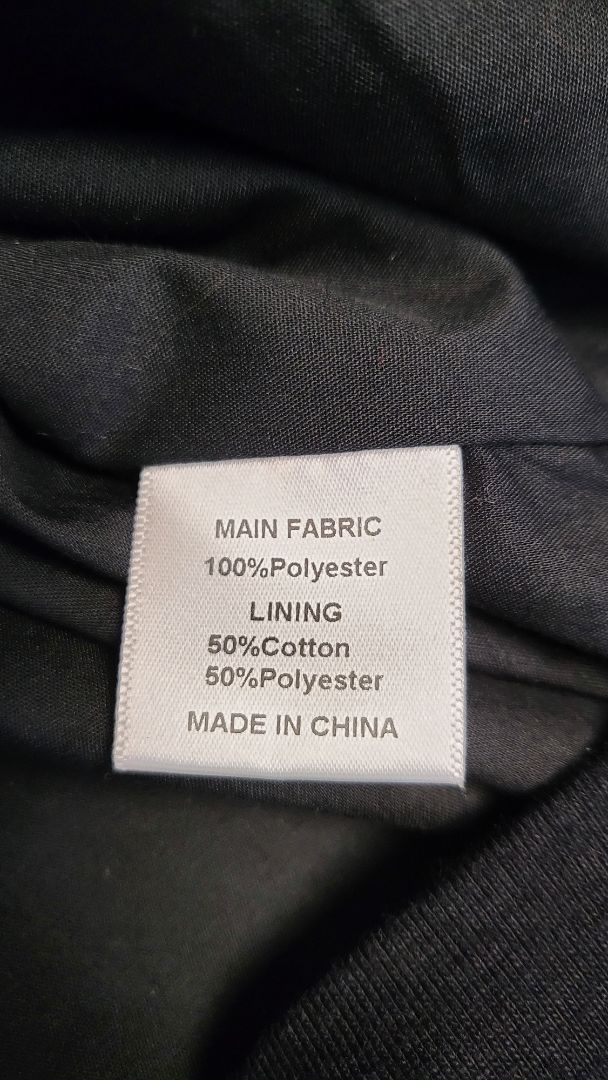 MAIN FABRIC
100%Polyester
LINING
50%Cotton
50%Polyester
MADE IN CHINA